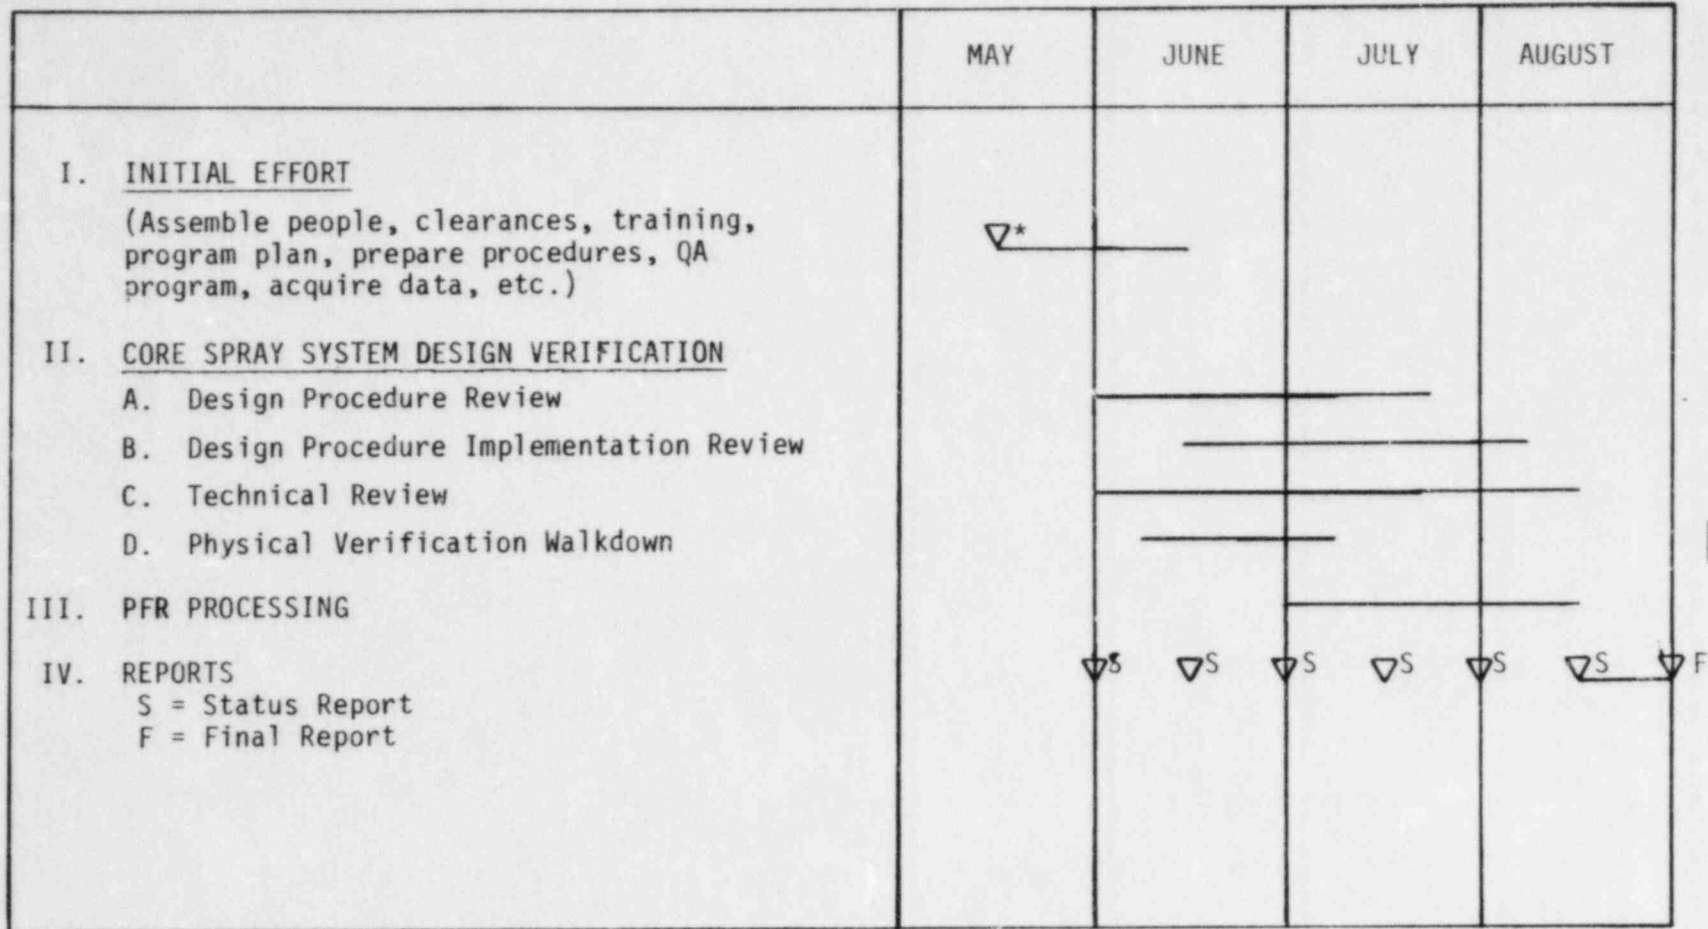 MAY JUNE JULY AUGUST
I. INITIAL EFFORT
(Assemble people, clearances, training,
program plan, prepare procedures, QA
program, acquire data, etc.)
*
II. CORE SPRAY SYSTEM DESIGN VERIFICATION
A. Design Procedure Review
B. Design Procedure Implementation Review
C. Technical Review
D. Physical Verification Walkdown
III. PFR PROCESSING
IV. REPORTS
S S S S S S F
S = Status Report
F = Final Report